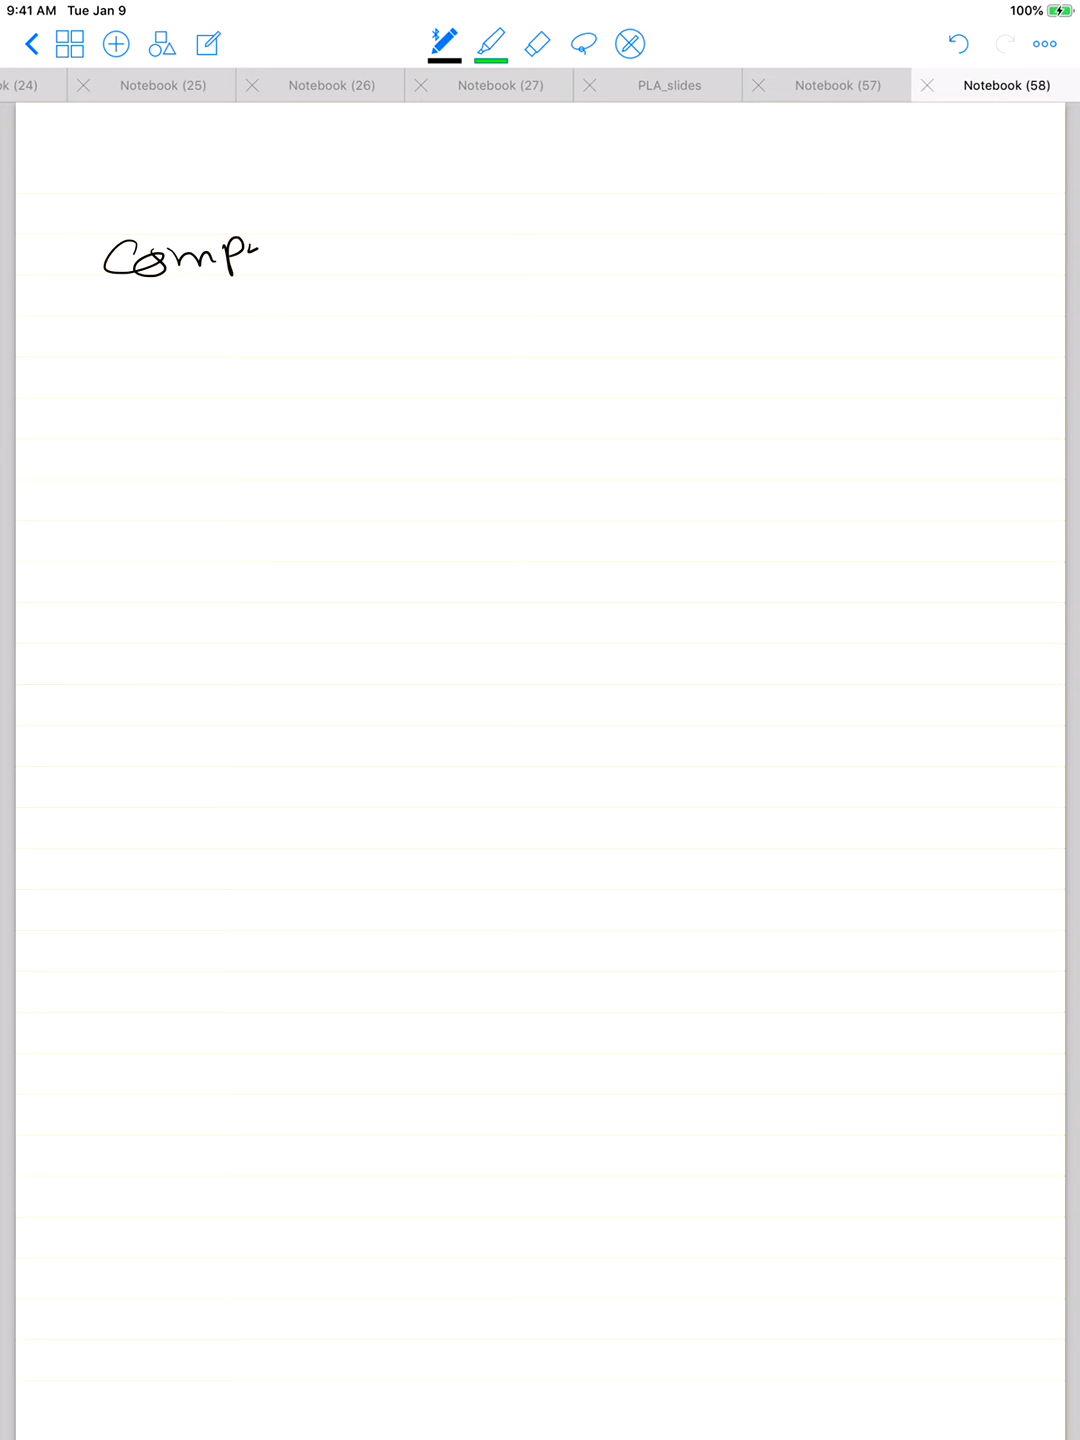 9:41 AM Tue Jan 9 100%
k (24) Notebook (25) Notebook (26) Notebook (27) PLA_slides Notebook (57) Notebook (58)
Comp